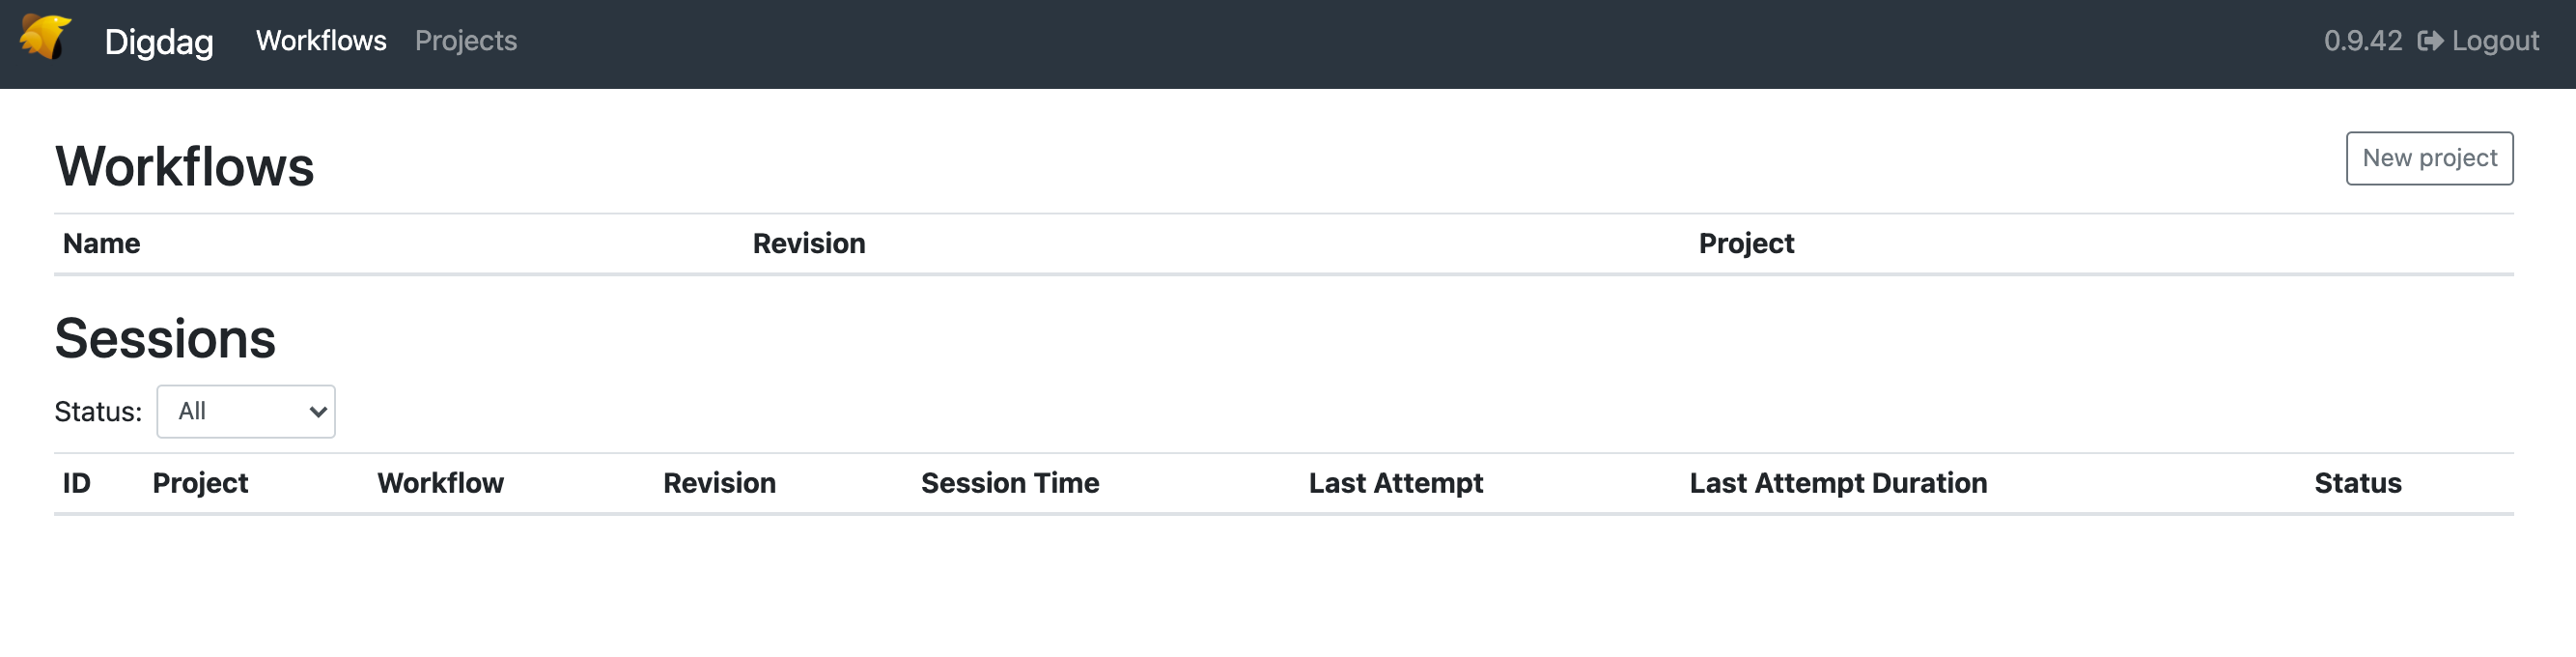 Digdag Workflows Projects 0.9.42 Logout
Workflows New project
Name Revision Project
Sessions
Status: All
ID Project Workflow Revision Session Time Last Attempt Last Attempt Duration Status